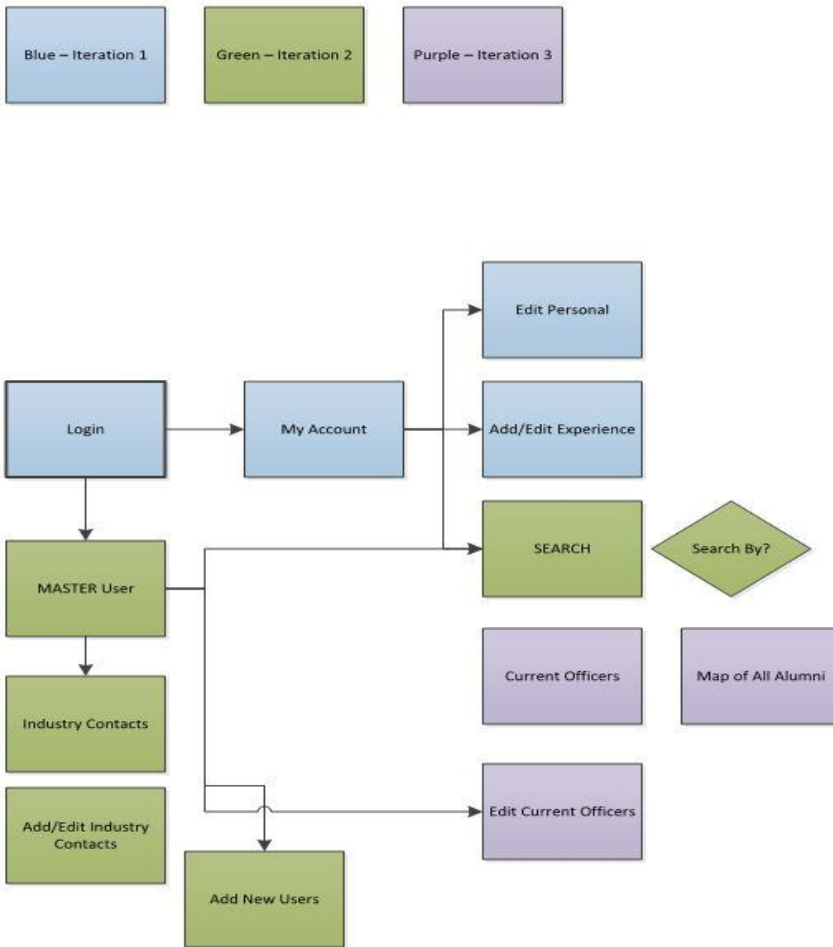 Blue – Iteration 1
Green – Iteration 2
Purple – Iteration 3
Edit Personal
Login
My Account
Add/Edit Experience
SEARCH
Search By?
MASTER User
Current Officers
Map of All Alumni
Industry Contacts
Edit Current Officers
Add/Edit Industry
Contacts
Add New Users